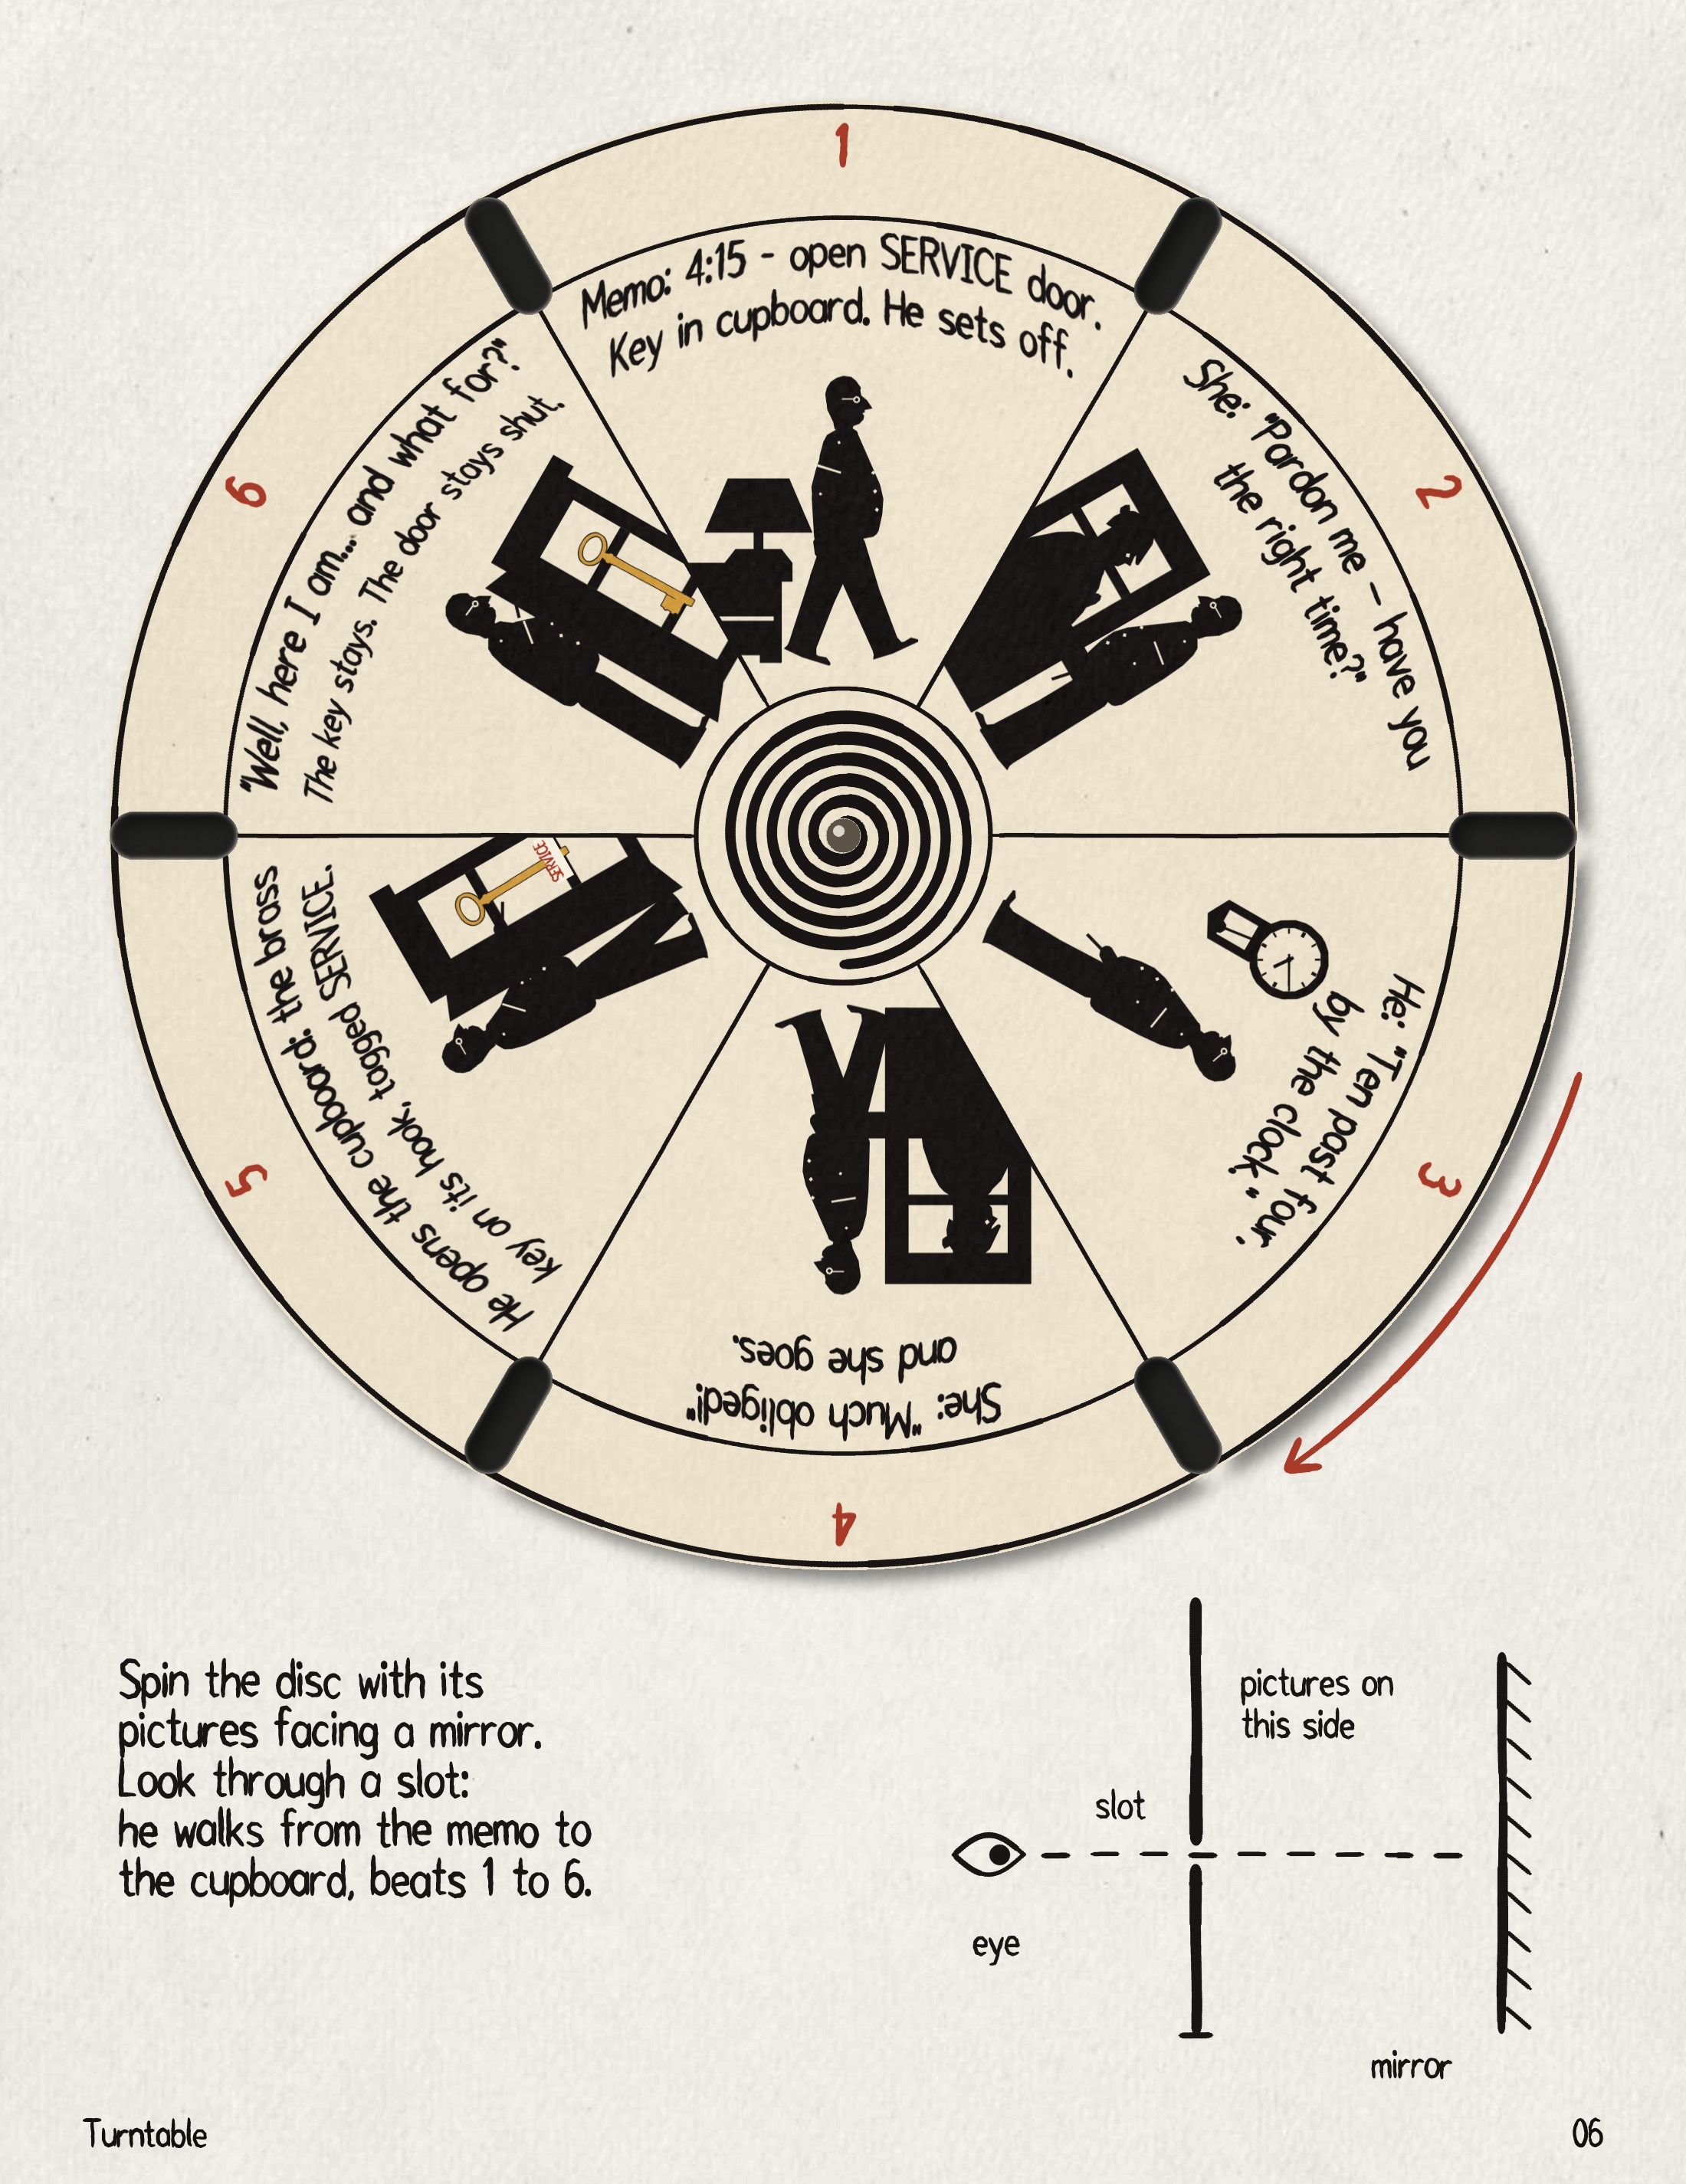 1
Memo: 4:15 - open SERVICE door.
Key in cupboard. He sets off.
2
She: "Pardon me – have you
the right time?"
3
He: "Ten past four,
by the clock."
4
She: "Much obliged!"
and she goes.
5
He opens the cupboard: the brass
key on its hook, tagged SERVICE.
SERVICE
6
"Well, here I am... and what for?"
The key stays. The door stays shut.
Spin the disc with its
pictures facing a mirror.
Look through a slot:
he walks from the memo to
the cupboard, beats 1 to 6.
pictures on
this side
slot
eye
mirror
Turntable
06